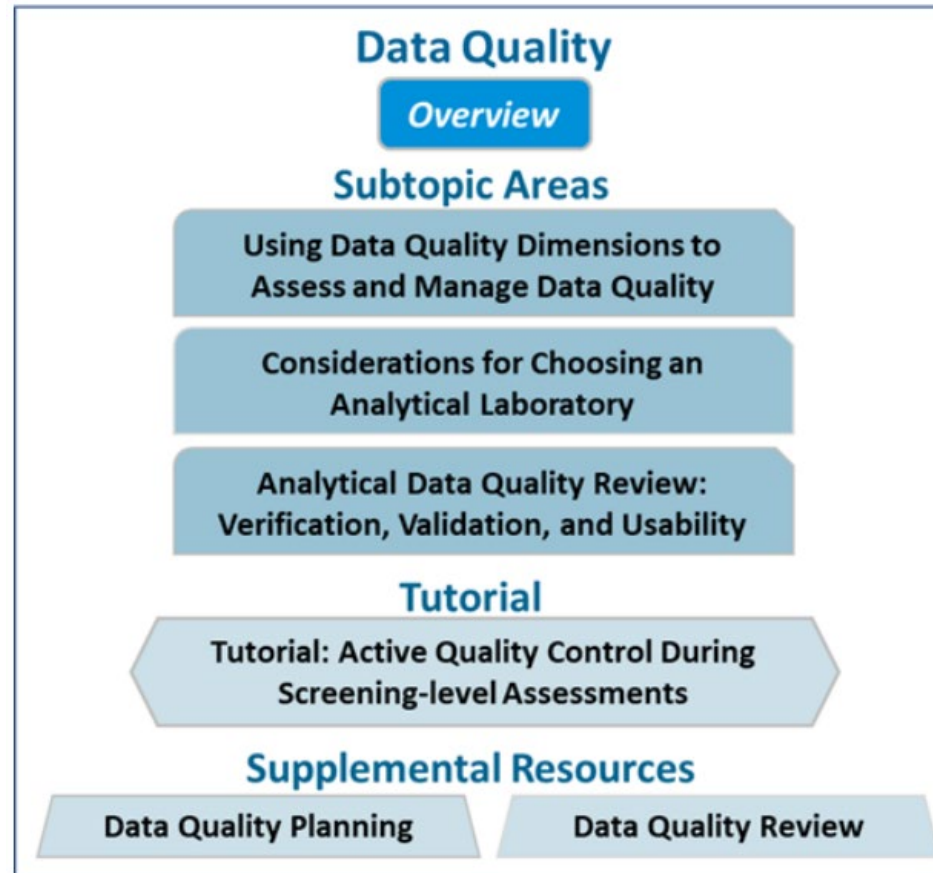 Data Quality
Overview
Subtopic Areas
Using Data Quality Dimensions to
Assess and Manage Data Quality
Considerations for Choosing an
Analytical Laboratory
Analytical Data Quality Review:
Verification, Validation, and Usability
Tutorial
Tutorial: Active Quality Control During
Screening-level Assessments
Supplemental Resources
Data Quality Planning
Data Quality Review